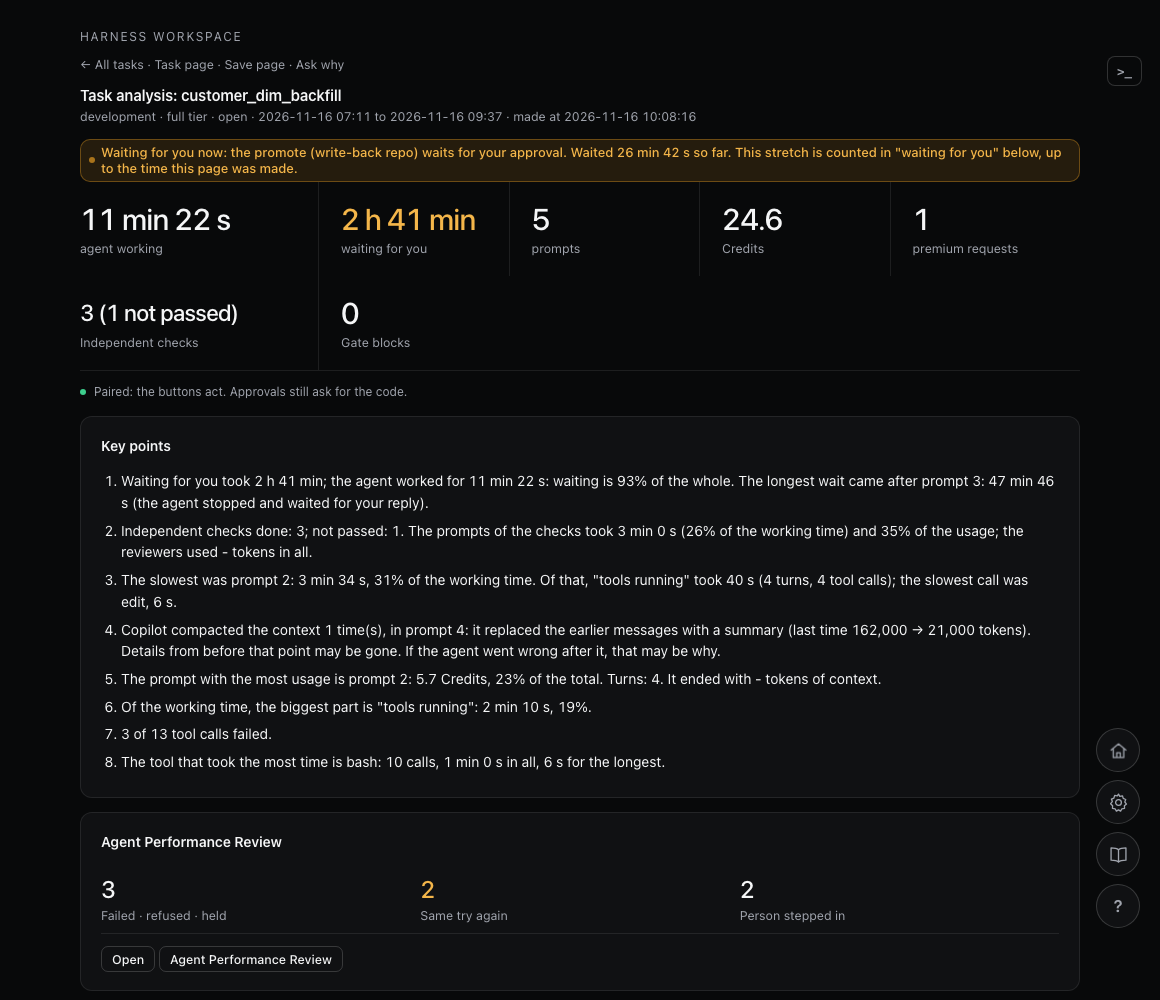 HARNESS WORKSPACE
← All tasks · Task page · Save page · Ask why
>_
Task analysis: customer_dim_backfill
development · full tier · open · 2026-11-16 07:11 to 2026-11-16 09:37 · made at 2026-11-16 10:08:16
Waiting for you now: the promote (write-back repo) waits for your approval. Waited 26 min 42 s so far. This stretch is counted in "waiting for you" below, up
to the time this page was made.
11 min 22 s
agent working
2 h 41 min
waiting for you
5
prompts
24.6
Credits
1
premium requests
3 (1 not passed)
Independent checks
0
Gate blocks
Paired: the buttons act. Approvals still ask for the code.
Key points
1. Waiting for you took 2 h 41 min; the agent worked for 11 min 22 s: waiting is 93% of the whole. The longest wait came after prompt 3: 47 min 46
s (the agent stopped and waited for your reply).
2. Independent checks done: 3; not passed: 1. The prompts of the checks took 3 min 0 s (26% of the working time) and 35% of the usage; the
reviewers used - tokens in all.
3. The slowest was prompt 2: 3 min 34 s, 31% of the working time. Of that, "tools running" took 40 s (4 turns, 4 tool calls); the slowest call was
edit, 6 s.
4. Copilot compacted the context 1 time(s), in prompt 4: it replaced the earlier messages with a summary (last time 162,000 → 21,000 tokens).
Details from before that point may be gone. If the agent went wrong after it, that may be why.
5. The prompt with the most usage is prompt 2: 5.7 Credits, 23% of the total. Turns: 4. It ended with - tokens of context.
6. Of the working time, the biggest part is "tools running": 2 min 10 s, 19%.
7. 3 of 13 tool calls failed.
8. The tool that took the most time is bash: 10 calls, 1 min 0 s in all, 6 s for the longest.
Agent Performance Review
3
Failed · refused · held
2
Same try again
2
Person stepped in
Open
Agent Performance Review
?